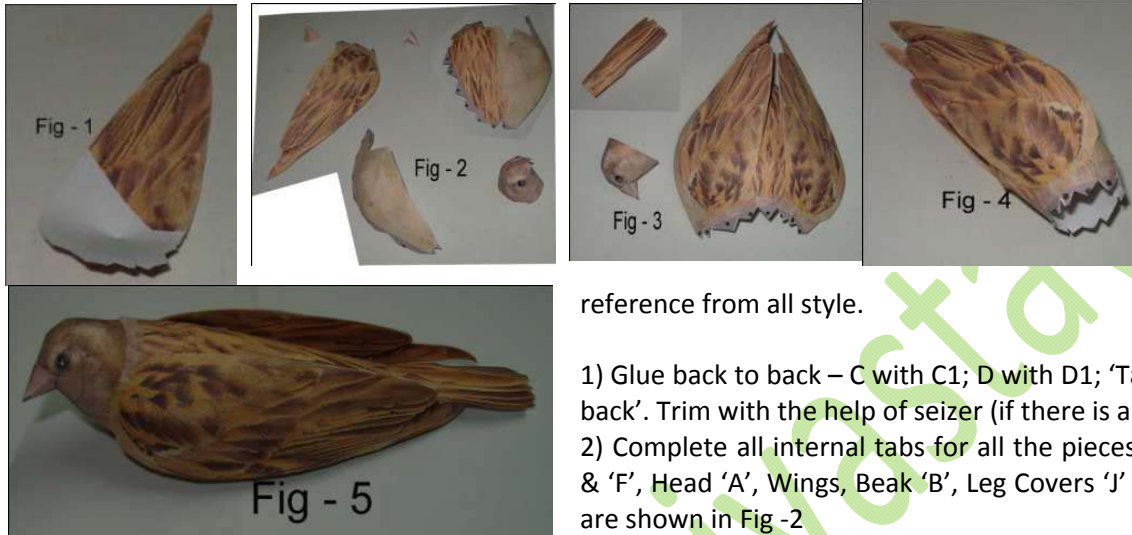 Fig - 1
Fig - 2
Fig - 3
Fig - 4
Fig - 5
reference from all style.
1) Glue back to back – C with C1; D with D1; ‘Ta
back’. Trim with the help of seizer (if there is a
2) Complete all internal tabs for all the pieces
& ‘F’, Head ‘A’, Wings, Beak ‘B’, Leg Covers ‘J’
are shown in Fig -2